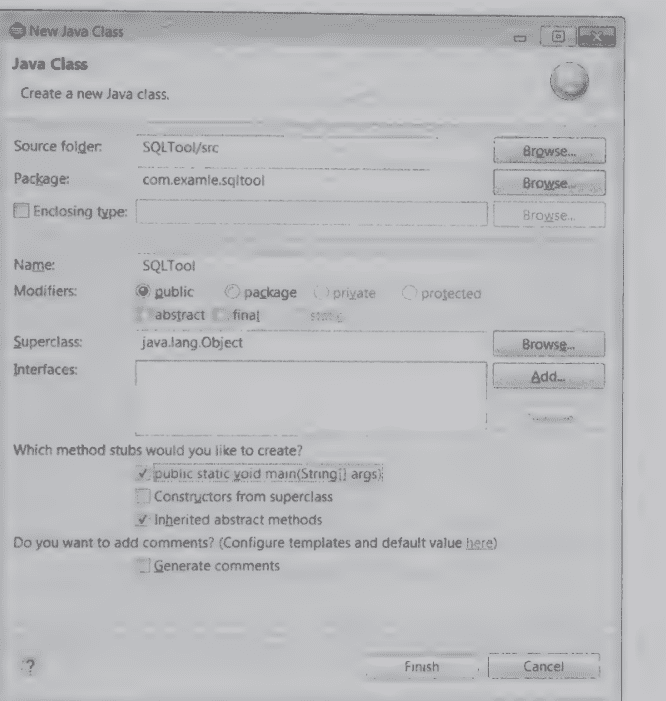 New Java Class
Java Class
Create a new Java class.
Source folder: SQLTool/src Browse...
Package: com.examle.sqltool Browse...
Enclosing type: Browse...
Name: SQLTool
Modifiers: public package private protected
abstract final static
Superclass: java.lang.Object Browse...
Interfaces: Add...
Which method stubs would you like to create?
public static void main(String[] args)
Constructors from superclass
Inherited abstract methods
Do you want to add comments? (Configure templates and default value here)
Generate comments
?
Finish Cancel